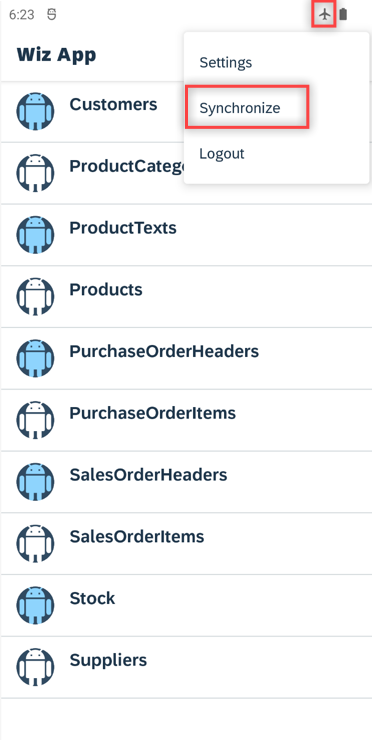 6:23
Wiz App
Settings
Synchronize
Logout
Customers
ProductCatego
ProductTexts
Products
PurchaseOrderHeaders
PurchaseOrderItems
SalesOrderHeaders
SalesOrderItems
Stock
Suppliers